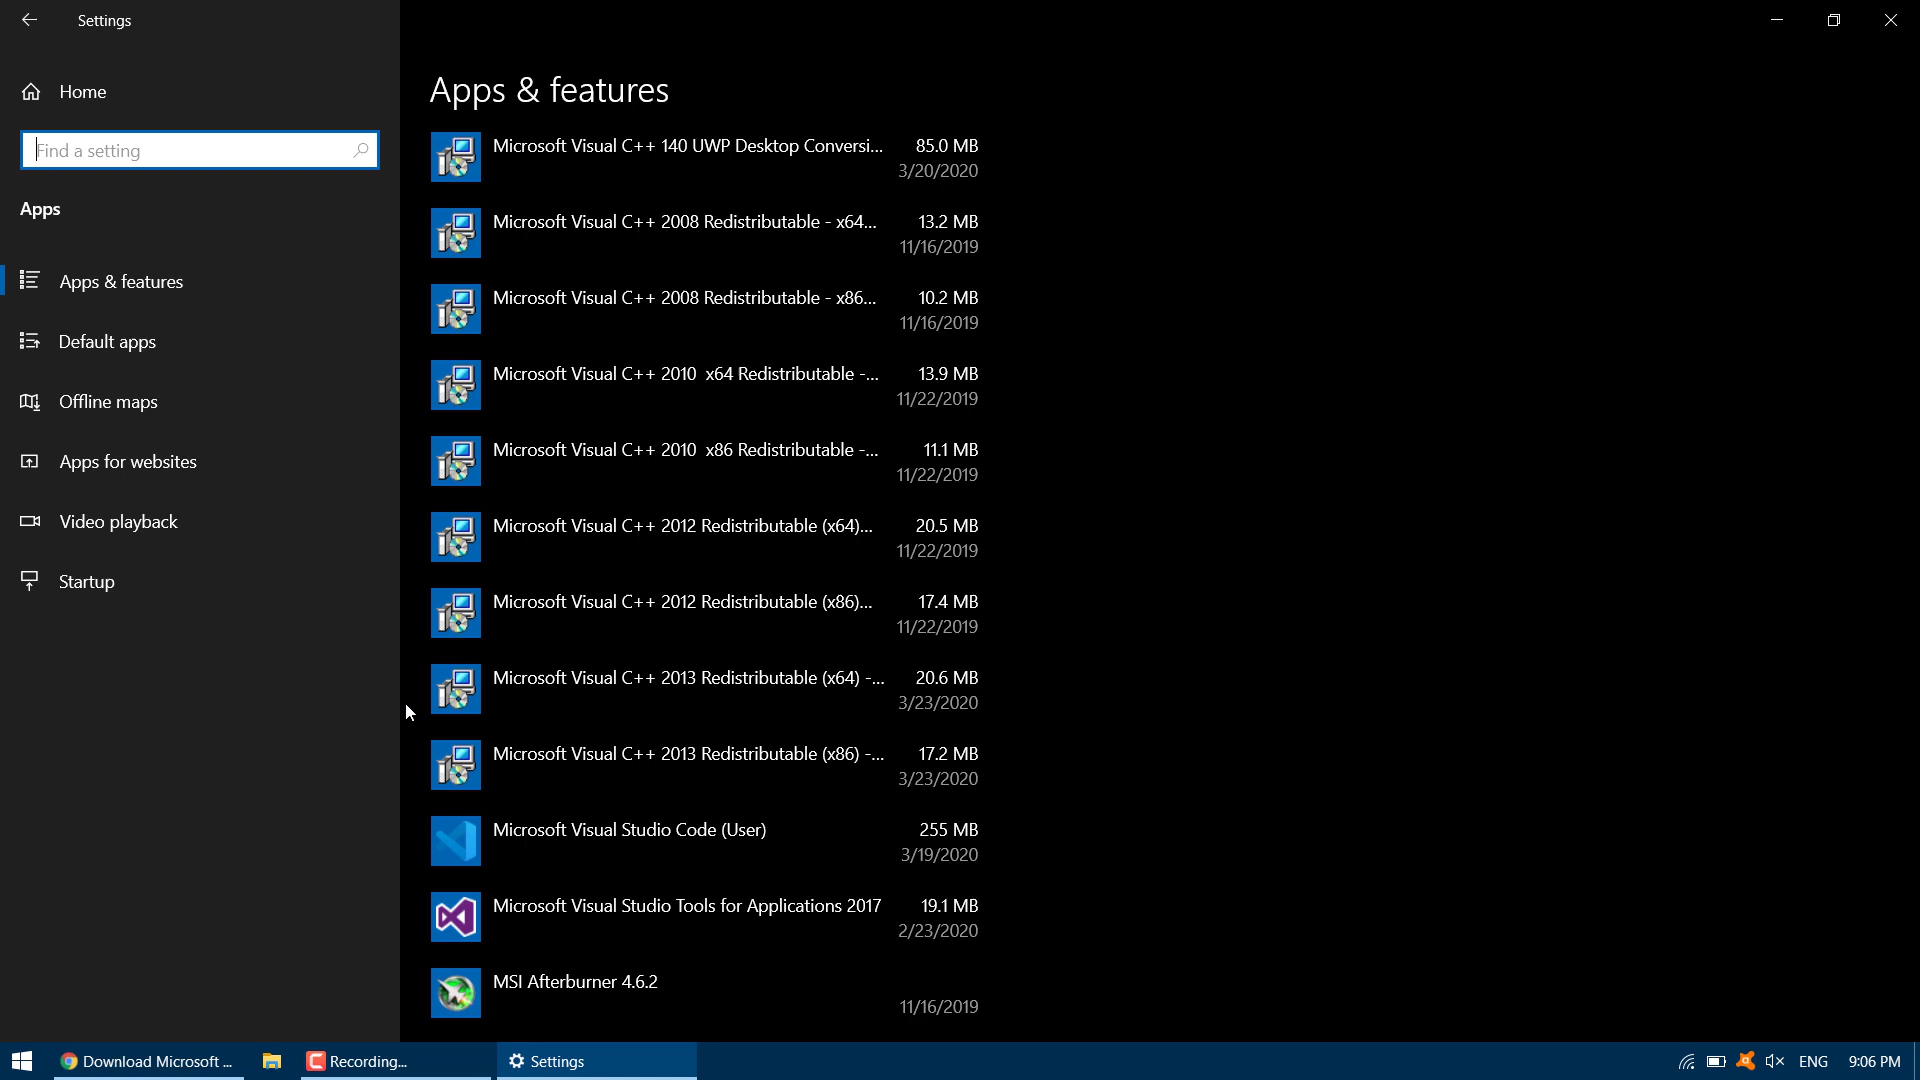 Settings
Home
Find a setting
Apps
Apps & features
Default apps
Offline maps
Apps for websites
Video playback
Startup
Apps & features
Microsoft Visual C++ 140 UWP Desktop Conversi... 85.0 MB
3/20/2020
Microsoft Visual C++ 2008 Redistributable - x64... 13.2 MB
11/16/2019
Microsoft Visual C++ 2008 Redistributable - x86... 10.2 MB
11/16/2019
Microsoft Visual C++ 2010  x64 Redistributable -... 13.9 MB
11/22/2019
Microsoft Visual C++ 2010  x86 Redistributable -... 11.1 MB
11/22/2019
Microsoft Visual C++ 2012 Redistributable (x64)... 20.5 MB
11/22/2019
Microsoft Visual C++ 2012 Redistributable (x86)... 17.4 MB
11/22/2019
Microsoft Visual C++ 2013 Redistributable (x64) -... 20.6 MB
3/23/2020
Microsoft Visual C++ 2013 Redistributable (x86) -... 17.2 MB
3/23/2020
Microsoft Visual Studio Code (User) 255 MB
3/19/2020
Microsoft Visual Studio Tools for Applications 2017 19.1 MB
2/23/2020
MSI Afterburner 4.6.2
11/16/2019
Download Microsoft ... Recording... Settings ENG 9:06 PM